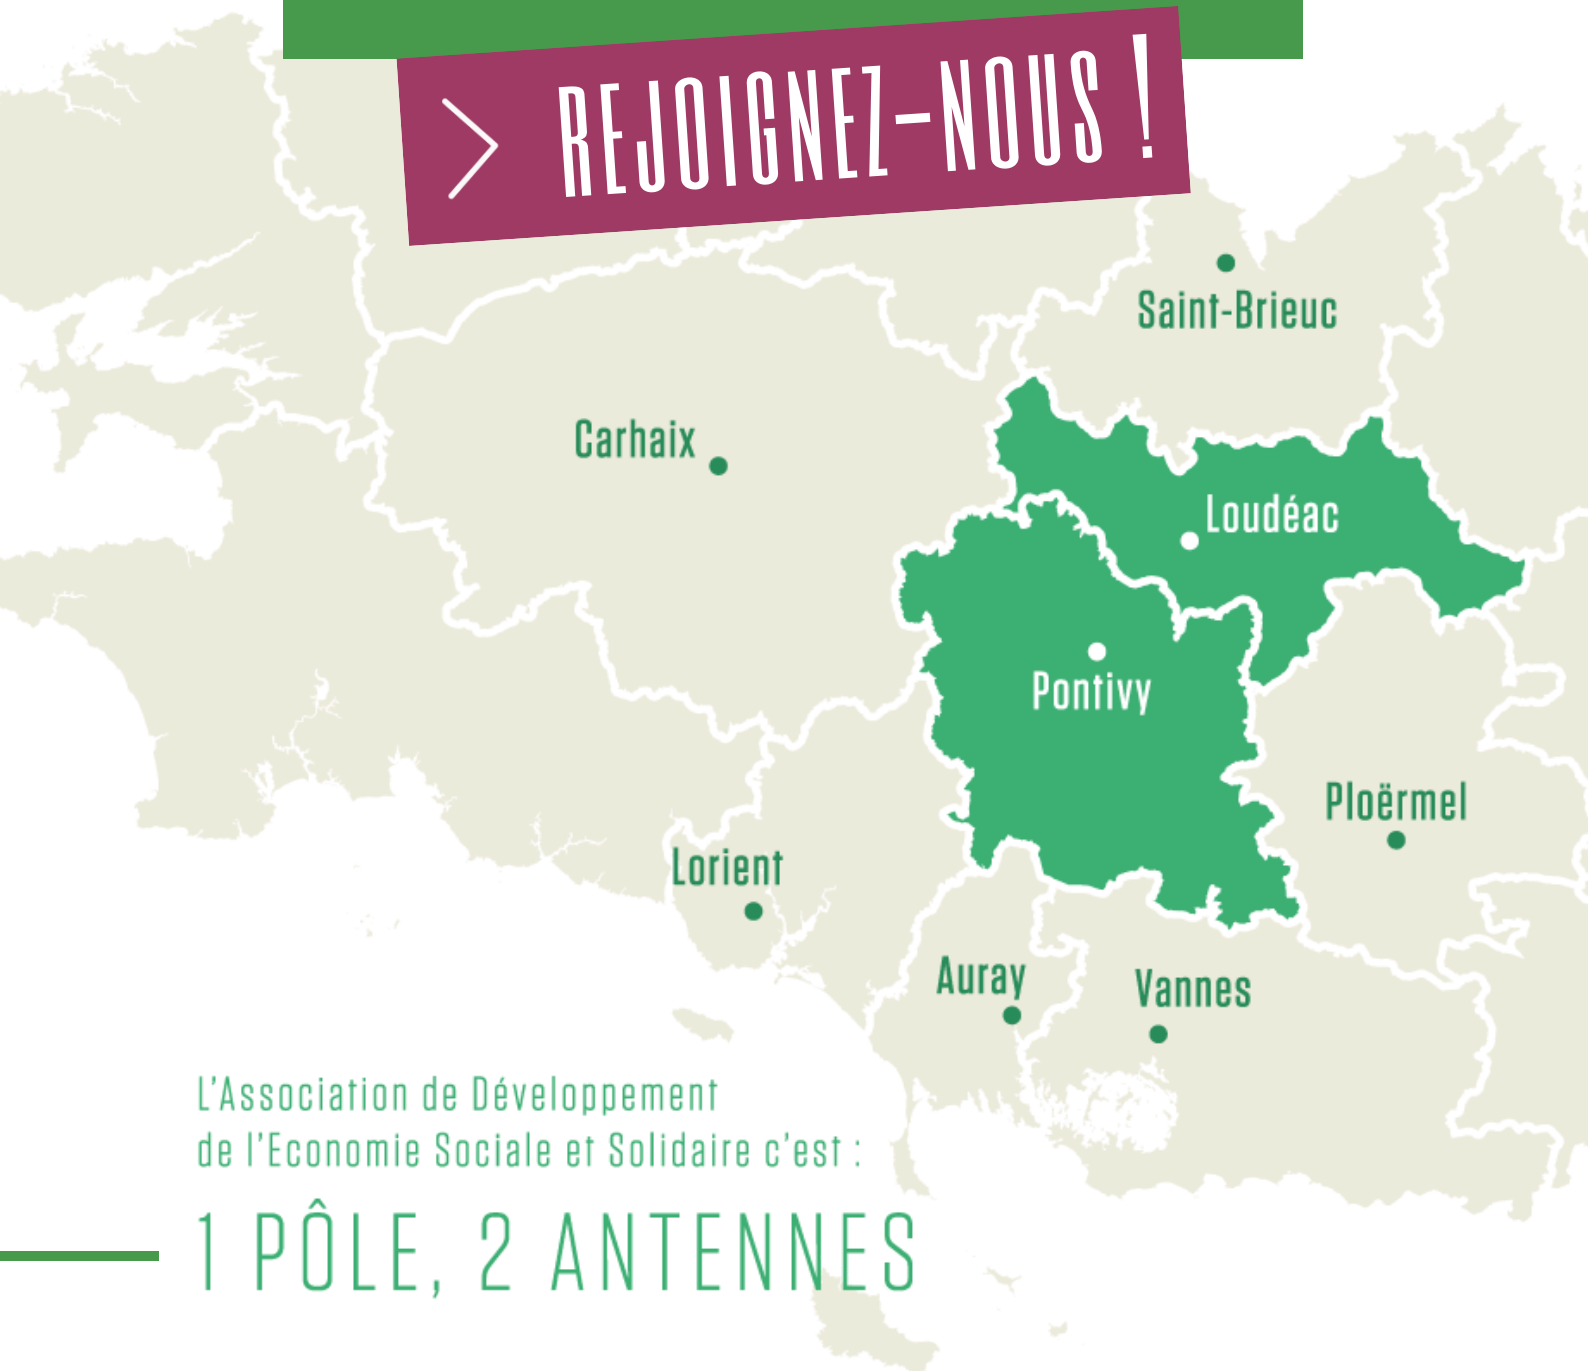 REJOIGNEZ-NOUS !
Saint-Brieuc
Carhaix
Loudéac
Pontivy
Ploërmel
Lorient
Auray
Vannes
L'Association de Développement
de l'Economie Sociale et Solidaire c'est :
1 PÔLE, 2 ANTENNES